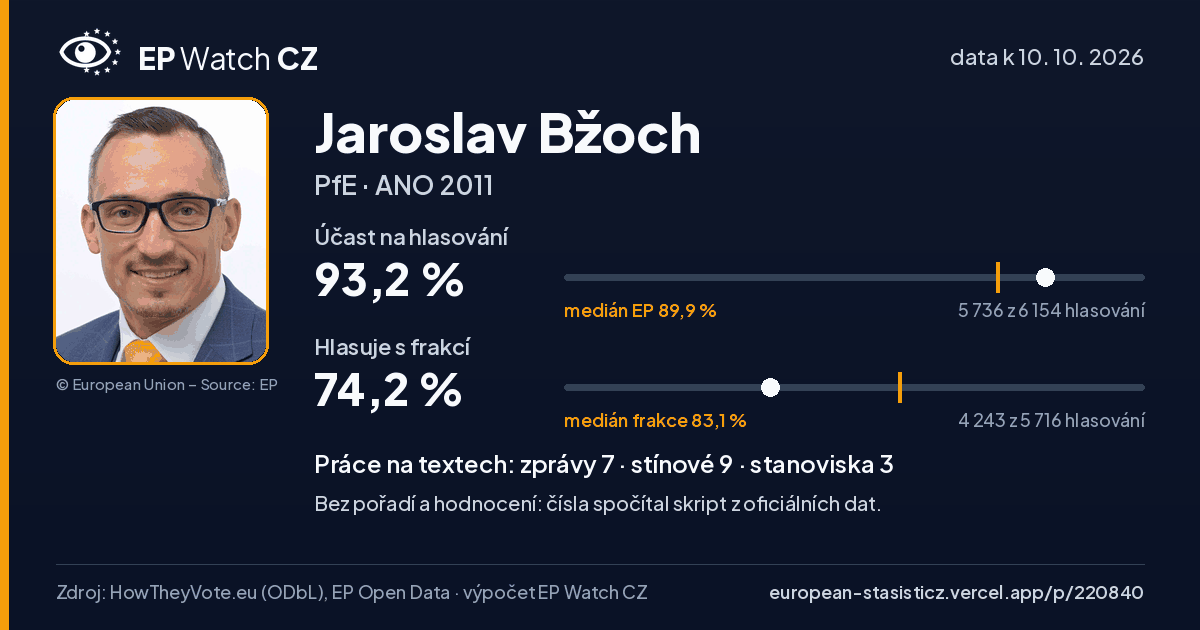 EP Watch CZ
data k 10. 10. 2026
Jaroslav Bžoch
PfE · ANO 2011
Účast na hlasování
93,2 %
medián EP 89,9 %
5 736 z 6 154 hlasování
Hlasuje s frakcí
74,2 %
medián frakce 83,1 %
4 243 z 5 716 hlasování
© European Union – Source: EP
Práce na textech: zprávy 7 · stínové 9 · stanoviska 3
Bez pořadí a hodnocení: čísla spočítal skript z oficiálních dat.
Zdroj: HowTheyVote.eu (ODbL), EP Open Data · výpočet EP Watch CZ
european-stasisticz.vercel.app/p/220840